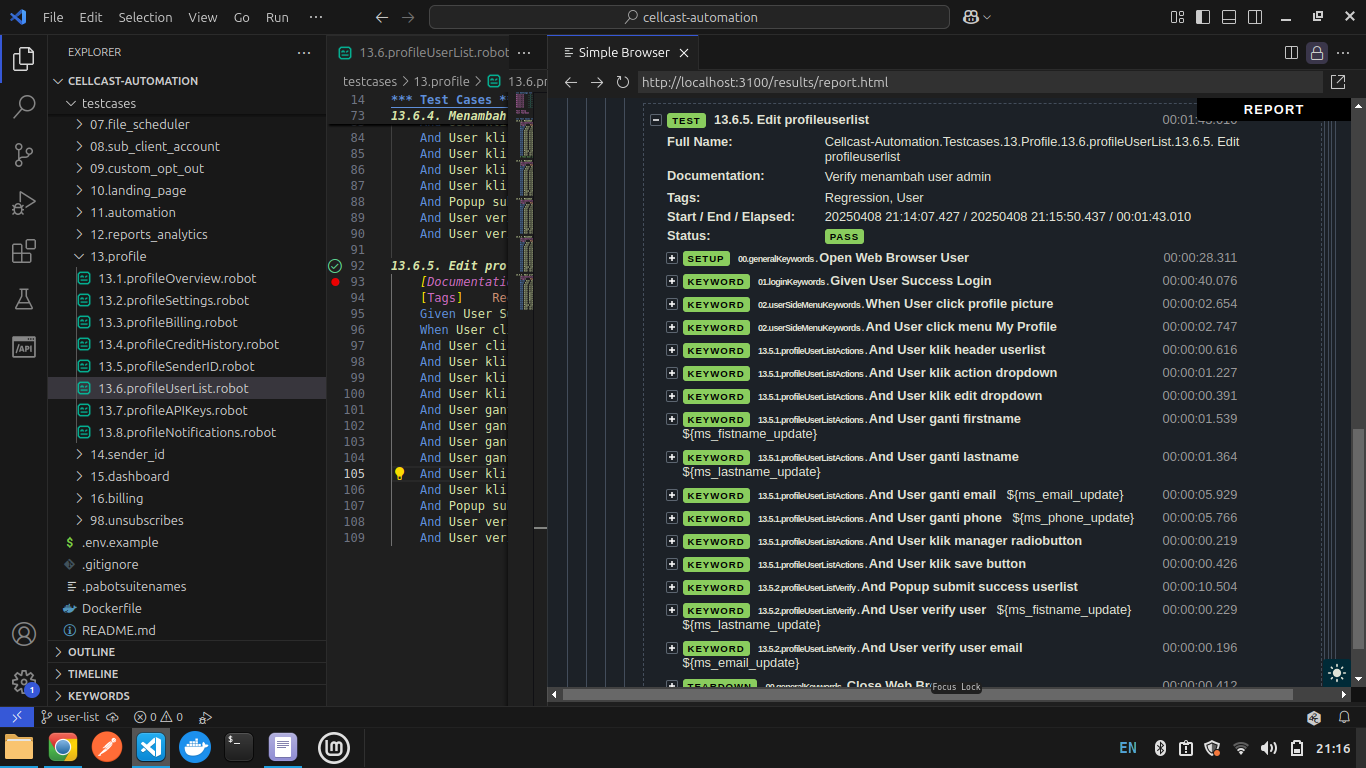 File Edit Selection View Go Run ··· cellcast-automation
EXPLORER ···
CELLCAST-AUTOMATION
testcases
07.file_scheduler
08.sub_client_account
09.custom_opt_out
10.landing_page
11.automation
12.reports_analytics
13.profile
13.1.profileOverview.robot
13.2.profileSettings.robot
13.3.profileBilling.robot
13.4.profileCreditHistory.robot
13.5.profileSenderID.robot
13.6.profileUserList.robot
13.7.profileAPIKeys.robot
13.8.profileNotifications.robot
14.sender_id
15.dashboard
16.billing
98.unsubscribes
.env.example
.gitignore
.pabotsuitenames
Dockerfile
README.md
OUTLINE
TIMELINE
KEYWORDS
13.6.profileUserList.robot ···
testcases > 13.profile > 13.6.pr
14 *** Test Cases *
73 13.6.4. Menambah
84 And User kli
85 And User kli
86 And User kli
87 And User kli
88 And Popup su
89 And User ver
90 And User ver
91
92 13.6.5. Edit pro
93 [Documentati
94 [Tags] Re
95 Given User S
96 When User cl
97 And User cli
98 And User kli
99 And User kli
100 And User kli
101 And User gan
102 And User gan
103 And User gan
104 And User gan
105 And User kli
106 And User kli
107 And Popup su
108 And User ver
109 And User ver
Simple Browser ···
http://localhost:3100/results/report.html
REPORT
TEST 13.6.5. Edit profileuserlist 00:01:43.010
Full Name: Cellcast-Automation.Testcases.13.Profile.13.6.profileUserList.13.6.5. Edit
profileuserlist
Documentation: Verify menambah user admin
Tags: Regression, User
Start / End / Elapsed: 20250408 21:14:07.427 / 20250408 21:15:50.437 / 00:01:43.010
Status: PASS
SETUP 00.generalKeywords . Open Web Browser User 00:00:28.311
KEYWORD 01.loginKeywords . Given User Success Login 00:00:40.076
KEYWORD 02.userSideMenuKeywords . When User click profile picture 00:00:02.654
KEYWORD 02.userSideMenuKeywords . And User click menu My Profile 00:00:02.747
KEYWORD 13.5.1.profileUserListActions . And User klik header userlist 00:00:00.616
KEYWORD 13.5.1.profileUserListActions . And User klik action dropdown 00:00:01.227
KEYWORD 13.5.1.profileUserListActions . And User klik edit dropdown 00:00:00.391
KEYWORD 13.5.1.profileUserListActions . And User ganti firstname 00:00:01.539
${ms_fistname_update}
KEYWORD 13.5.1.profileUserListActions . And User ganti lastname 00:00:01.364
${ms_lastname_update}
KEYWORD 13.5.1.profileUserListActions . And User ganti email ${ms_email_update} 00:00:05.929
KEYWORD 13.5.1.profileUserListActions . And User ganti phone ${ms_phone_update} 00:00:05.766
KEYWORD 13.5.1.profileUserListActions . And User klik manager radiobutton 00:00:00.219
KEYWORD 13.5.1.profileUserListActions . And User klik save button 00:00:00.426
KEYWORD 13.5.2.profileUserListVerify . And Popup submit success userlist 00:00:10.504
KEYWORD 13.5.2.profileUserListVerify . And User verify user ${ms_fistname_update} 00:00:00.229
${ms_lastname_update}
KEYWORD 13.5.2.profileUserListVerify . And User verify user email 00:00:00.196
${ms_email_update}
TEARDOWN 00.generalKeywords . Close Web Br 00:00:00.412
Focus Lock
user-list 0 0
1
EN 21:16